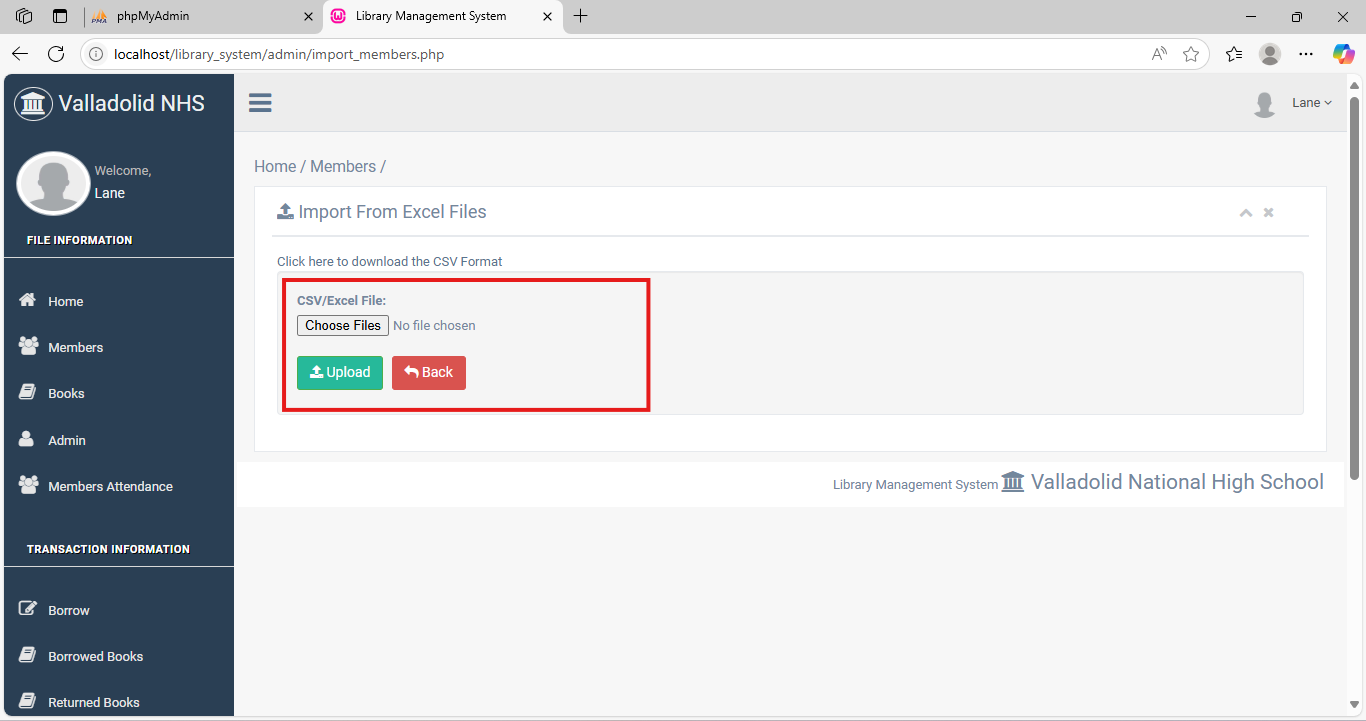 phpMyAdmin
Library Management System
localhost/library_system/admin/import_members.php
Valladolid NHS
Lane
Welcome,
Lane
Home / Members /
Import From Excel Files
FILE INFORMATION
Click here to download the CSV Format
CSV/Excel File:
Choose Files No file chosen
Upload Back
Home
Members
Books
Admin
Members Attendance
Library Management System Valladolid National High School
TRANSACTION INFORMATION
Borrow
Borrowed Books
Returned Books